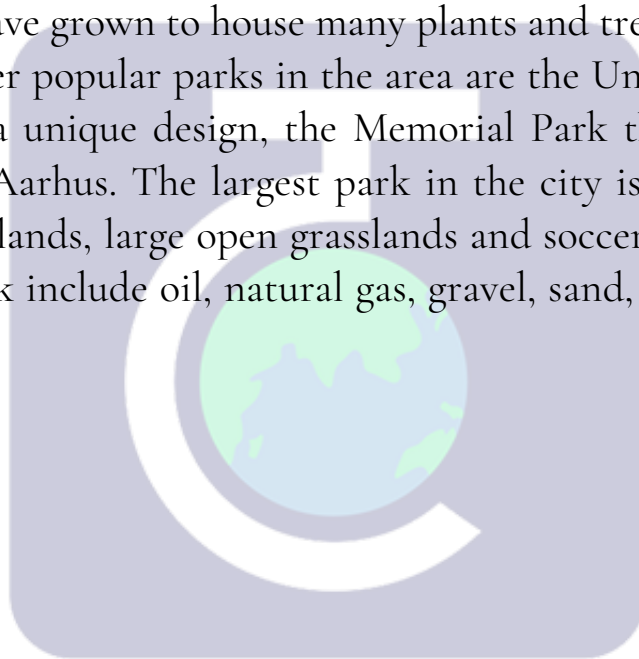 ave grown to house many plants and tre
er popular parks in the area are the Un
a unique design, the Memorial Park t
Aarhus. The largest park in the city is
lands, large open grasslands and soccer
k include oil, natural gas, gravel, sand,